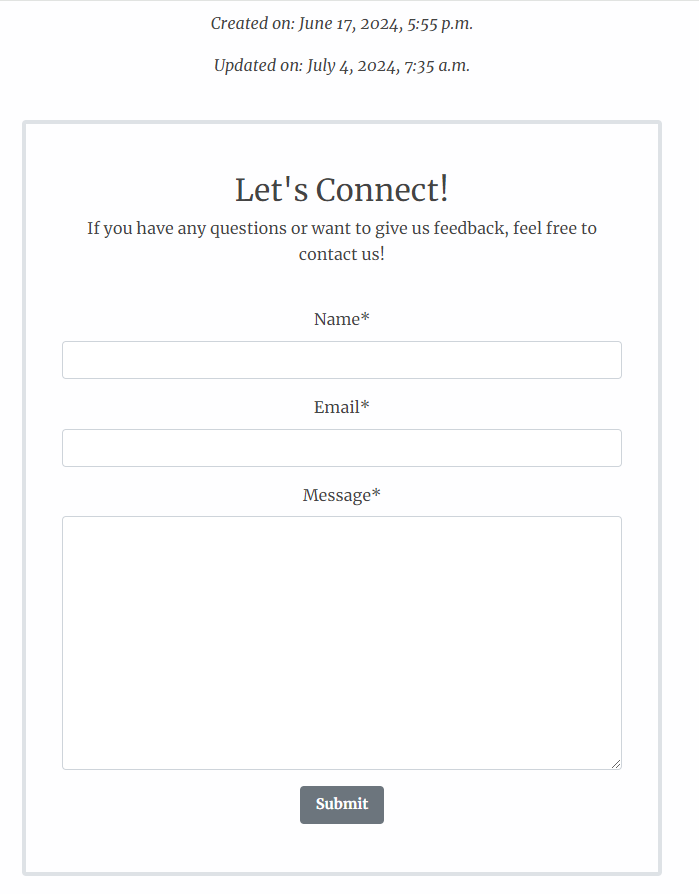 Created on: June 17, 2024, 5:55 p.m.
Updated on: July 4, 2024, 7:35 a.m.
Let's Connect!
If you have any questions or want to give us feedback, feel free to
contact us!
Name*
Email*
Message*
Submit